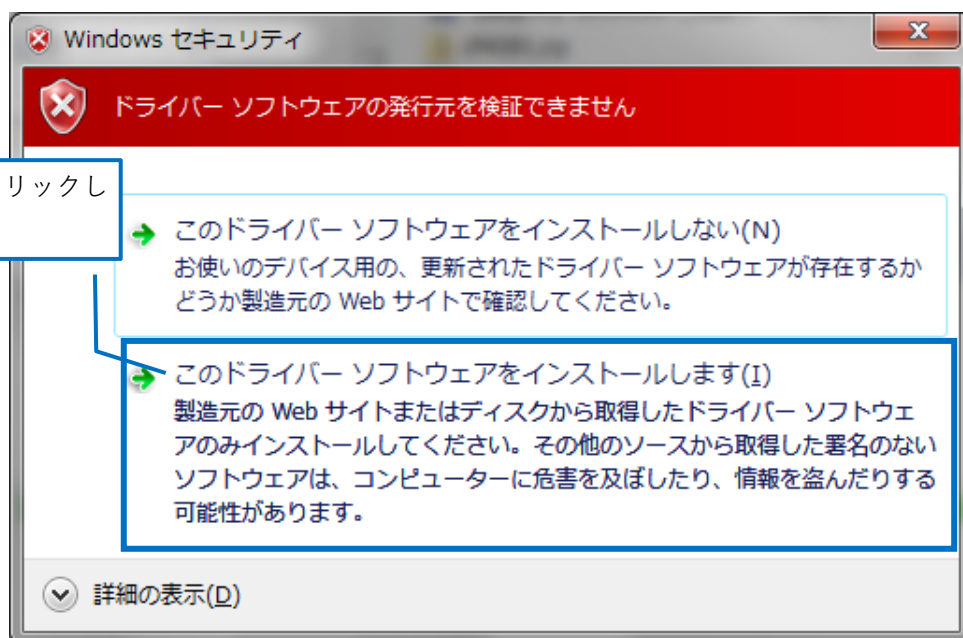 Windows セキュリティ
ドライバー ソフトウェアの発行元を検証できません
リックし
このドライバー ソフトウェアをインストールしない(N)
お使いのデバイス用の、更新されたドライバー ソフトウェアが存在するか
どうか製造元の Web サイトで確認してください。
このドライバー ソフトウェアをインストールします(I)
製造元の Web サイトまたはディスクから取得したドライバー ソフトウェ
アのみインストールしてください。その他のソースから取得した署名のない
ソフトウェアは、コンピューターに危害を及ぼしたり、情報を盗んだりする
可能性があります。
詳細の表示(D)